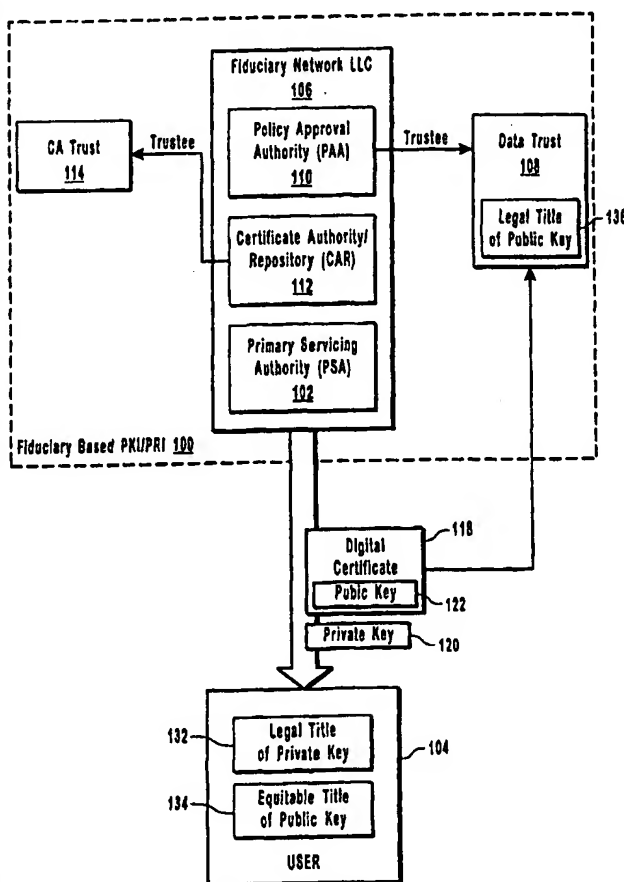 Fiduciary Network LLC
106
Policy Approval
Authority (PAA)
110
Trustee
CA Trust
114
Trustee
Data Trust
108
Legal Title
of Public Key
136
Certificate Authority/
Repository (CAR)
112
Primary Servicing
Authority (PSA)
102
Fiduciary Based PKI/PRI 100
118
Digital
Certificate
Pubic Key
122
Private Key
120
132
Legal Title
of Private Key
104
134
Equitable Title
of Public Key
USER